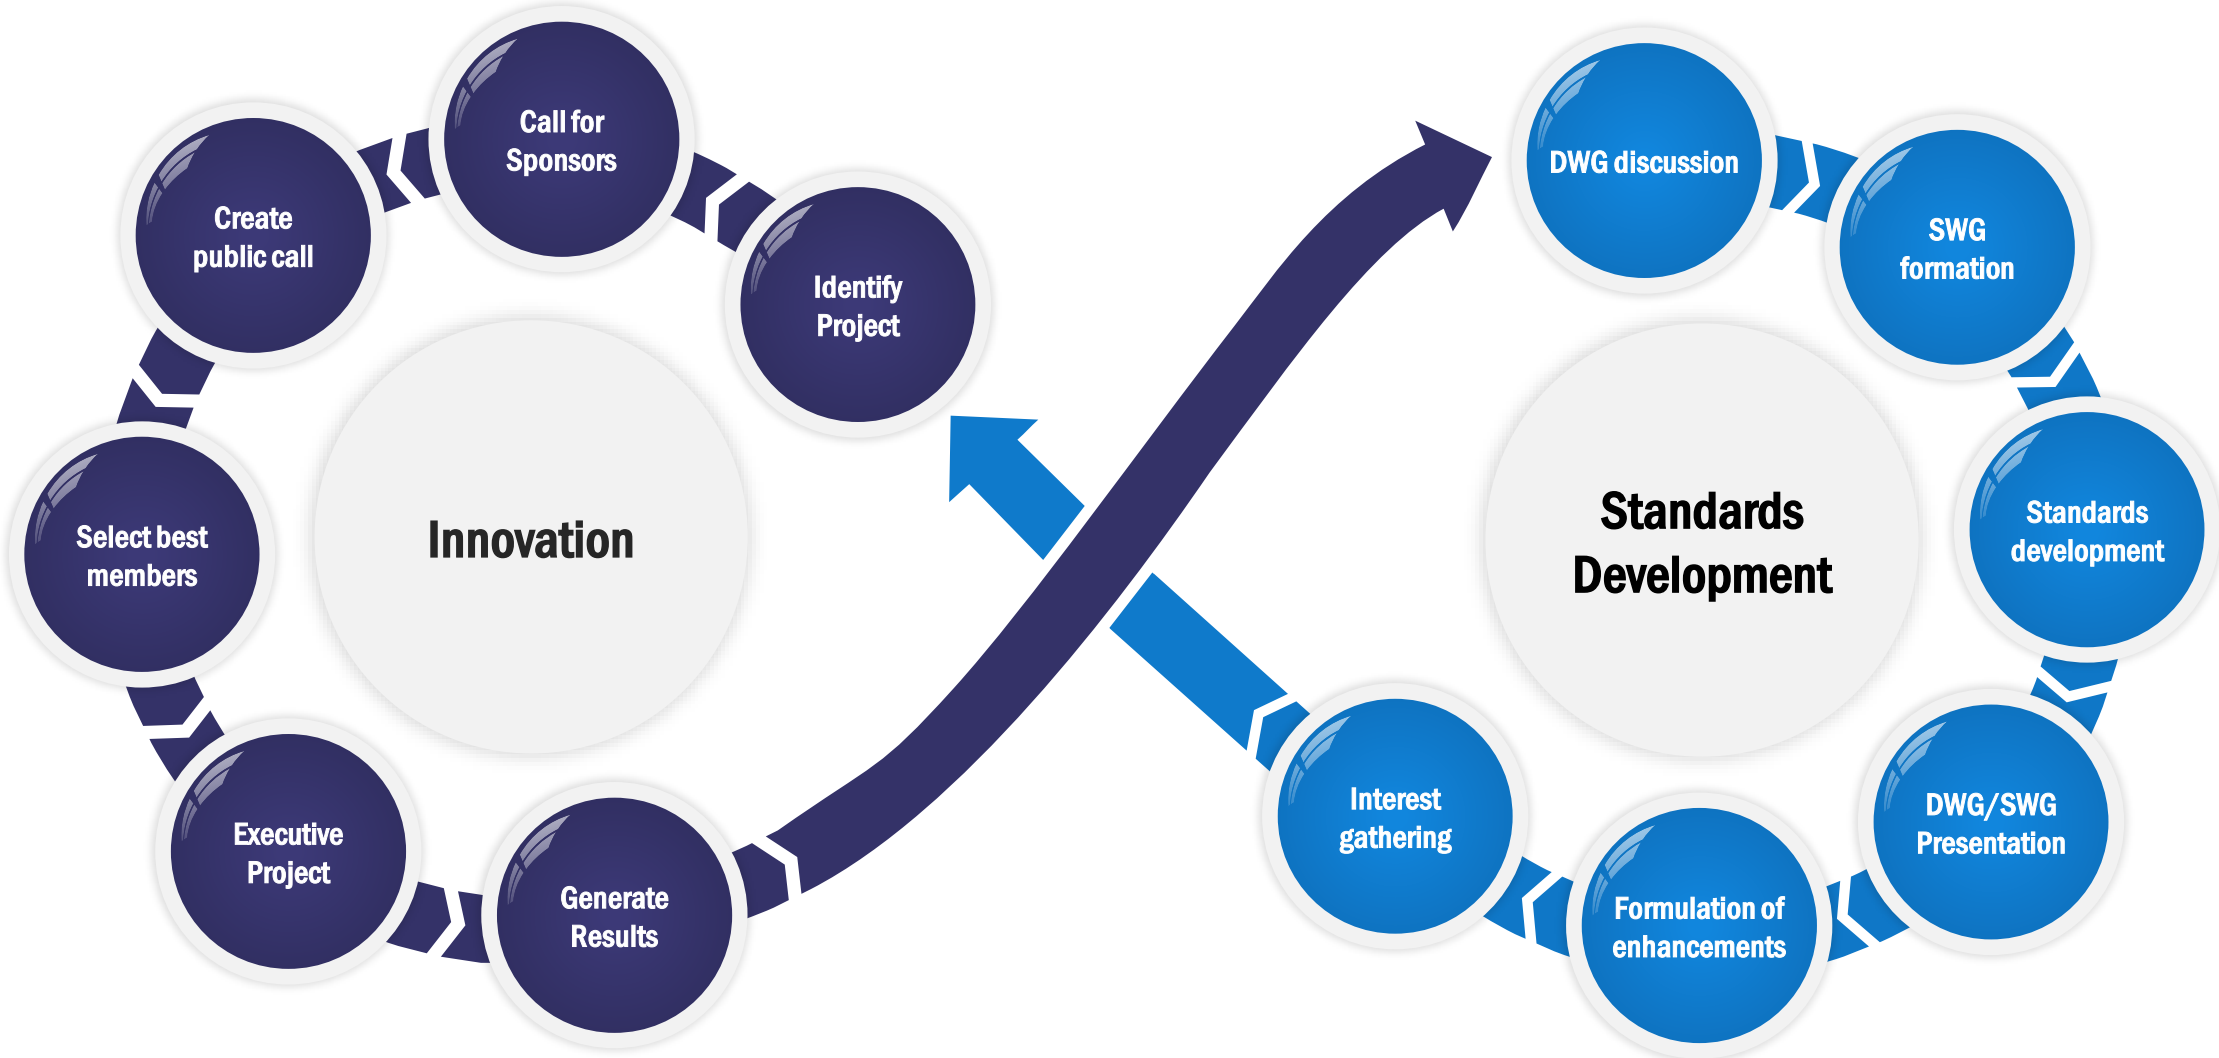 Call for
Sponsors
Create
public call
Identify
Project
Select best
members
Innovation
Executive
Project
Generate
Results
DWG discussion
SWG
formation
Standards
Development
Standards
development
DWG/SWG
Presentation
Formulation of
enhancements
Interest
gathering